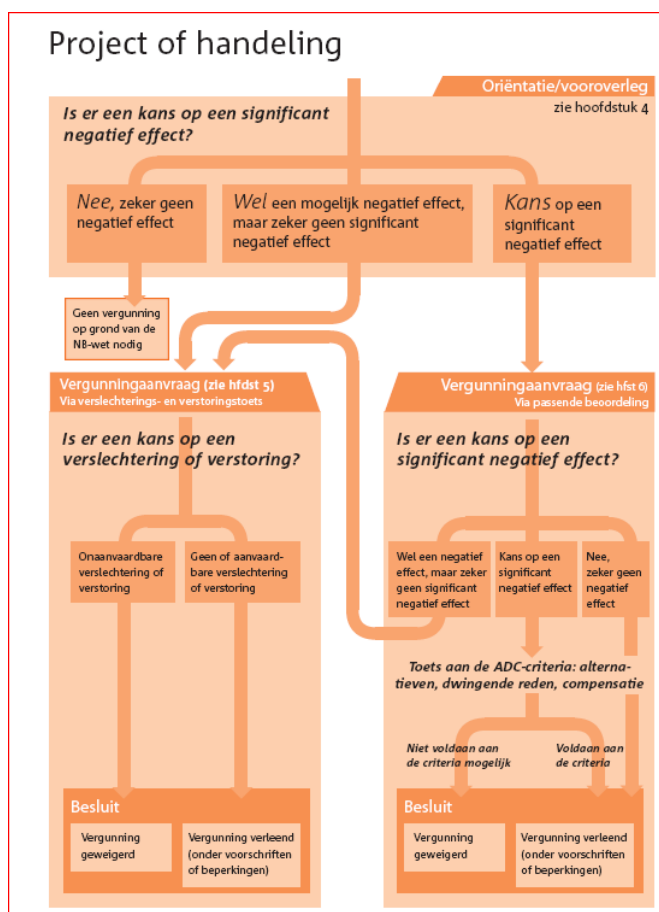 Project of handeling
Oriëntatie/vooroverleg
zie hoofdstuk 4
Is er een kans op een significant
negatief effect?
Nee, zeker geen
negatief effect
Wel een mogelijk negatief effect,
maar zeker geen significant
negatief effect
Kans op een
significant
negatief effect
Geen vergunning
op grond van de
NB-wet nodig
Vergunningaanvraag (zie hfdst 5)
Via verslechterings- en verstoringstoets
Is er een kans op een
verslechtering of verstoring?
Onaanvaardbare
verslechtering of
verstoring
Geen of aanvaard-
bare verslechtering
of verstoring
Besluit
Vergunning
geweigerd
Vergunning verleend
(onder voorschriften
of beperkingen)
Vergunningaanvraag (zie hfst 6)
Via passende beoordeling
Is er een kans op een
significant negatief effect?
Wel een negatief
effect, maar zeker
geen significant
negatief effect
Kans op een
significant
negatief effect
Nee,
zeker geen
negatief
effect
Toets aan de ADC-criteria: alterna-
tieven, dwingende reden, compensatie
Niet voldaan aan
de criteria mogelijk
Voldaan aan
de criteria
Besluit
Vergunning
geweigerd
Vergunning verleend
(onder voorschriften
of beperkingen)